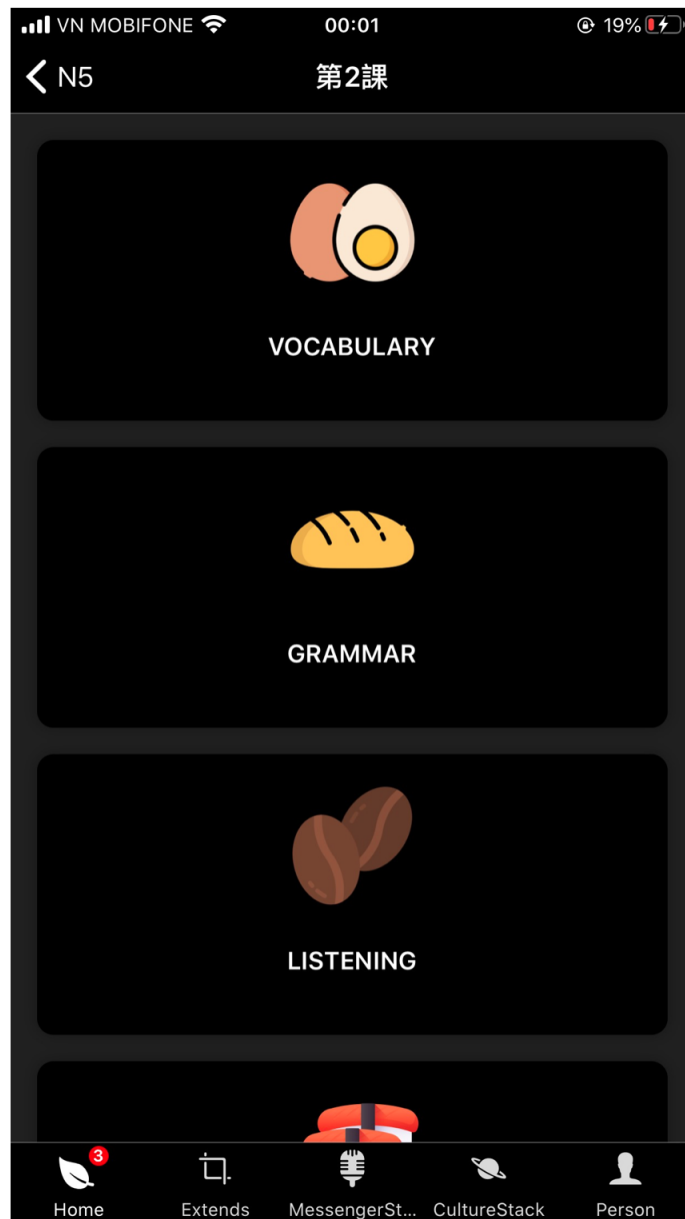 VN MOBIFONE 00:01 19%
N5 第2課
VOCABULARY
GRAMMAR
LISTENING
3
Home Extends MessengerSt... CultureStack Person